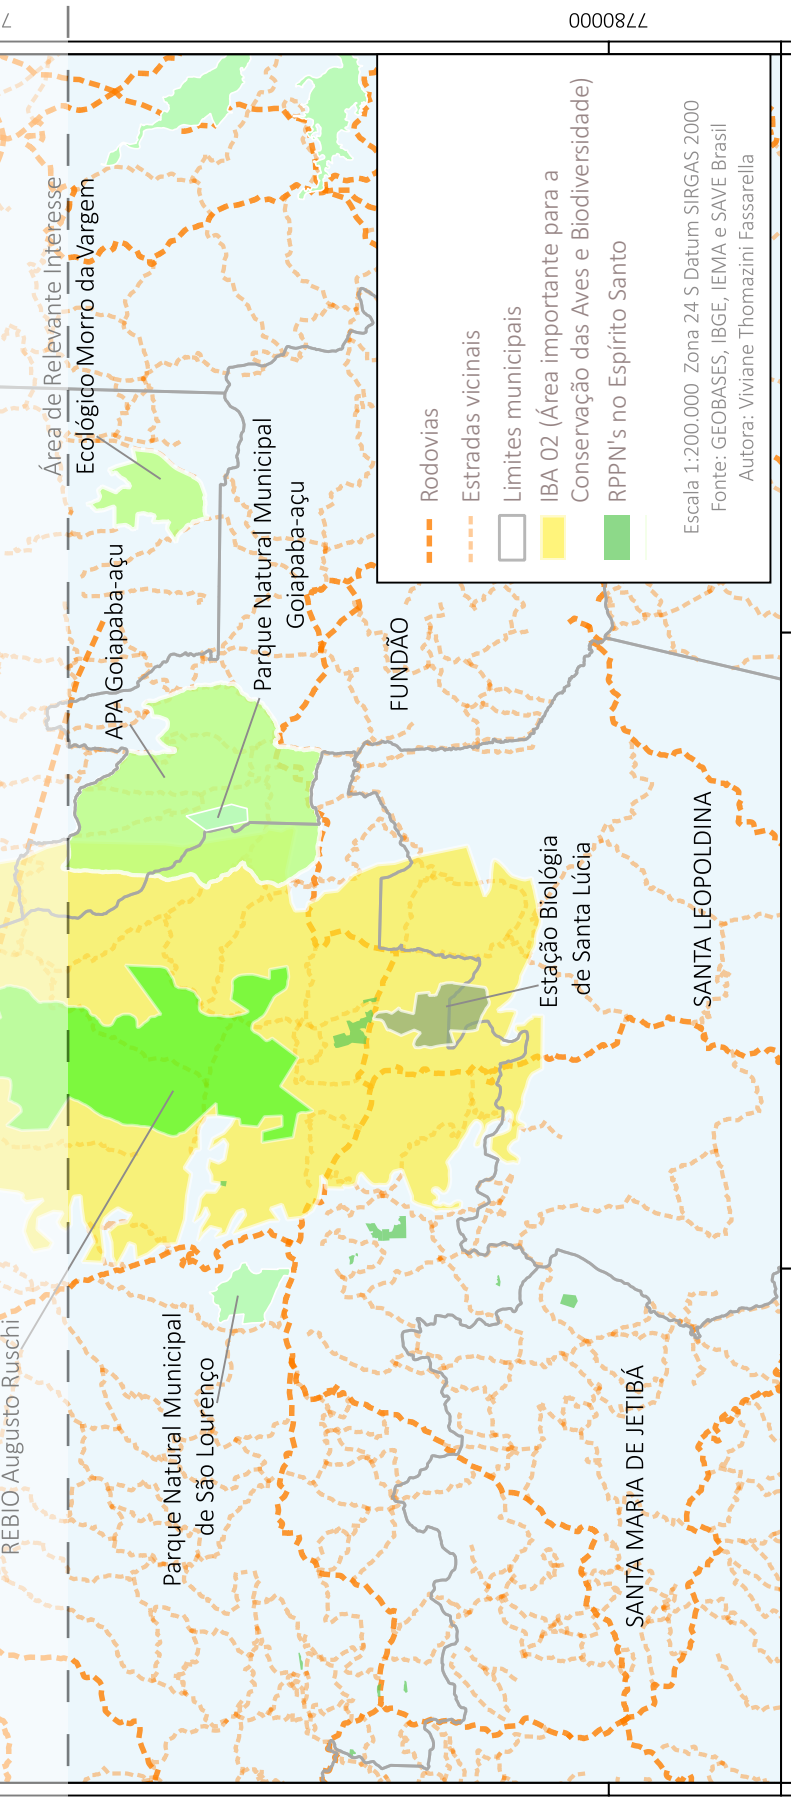 REBIO Augusto Ruschi
Área de Relevante Interesse
Ecológico Morro da Vargem
APA Goiapaba-açu
Parque Natural Municipal
Goiapaba-açu
Parque Natural Municipal
de São Lourenço
FUNDÃO
Estação Biológia
de Santa Lúcia
SANTA LEOPOLDINA
SANTA MARIA DE JETIBÁ
Rodovias
Estradas vicinais
Limites municipais
IBA 02 (Área importante para a
Conservação das Aves e Biodiversidade)
RPPN's no Espírito Santo
Escala 1:200.000 Zona 24 S Datum SIRGAS 2000
Fonte: GEOBASES, IBGE, IEMA e SAVE Brasil
Autora: Viviane Thomazini Fassarella
7780000
7